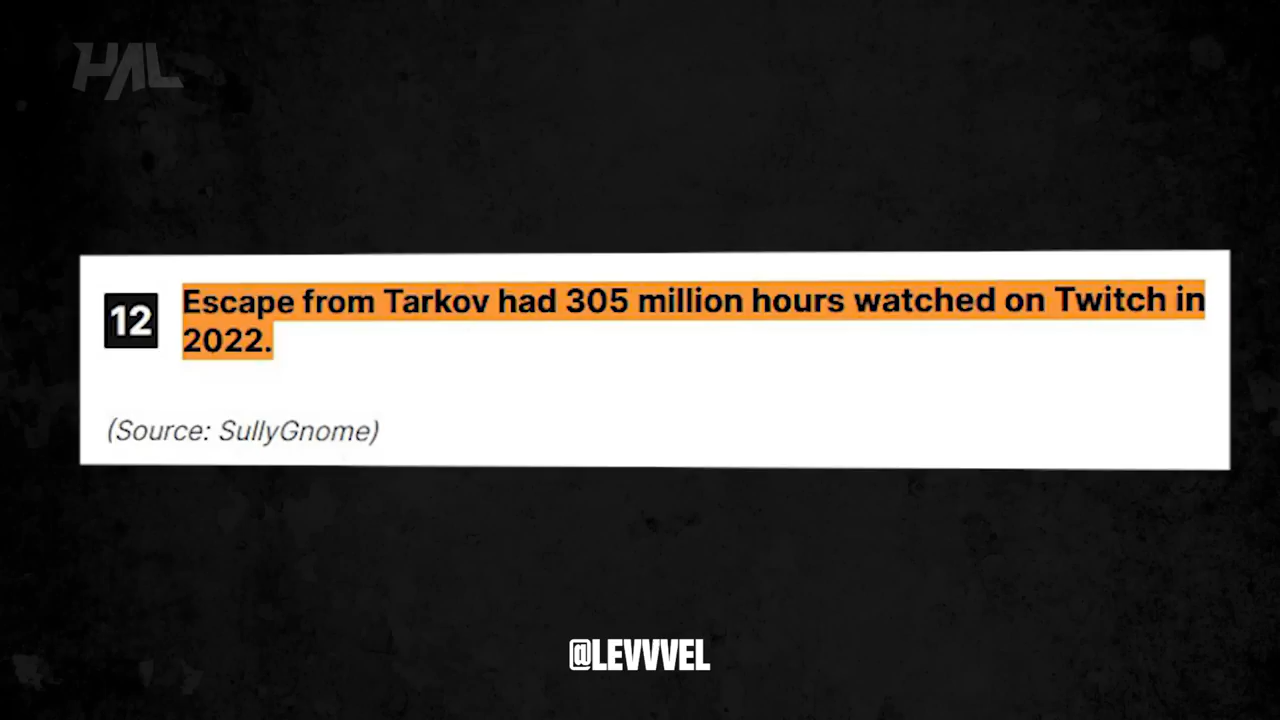 HAL
12
Escape from Tarkov had 305 million hours watched on Twitch in
2022.
(Source: SullyGnome)
@LEVVVEL